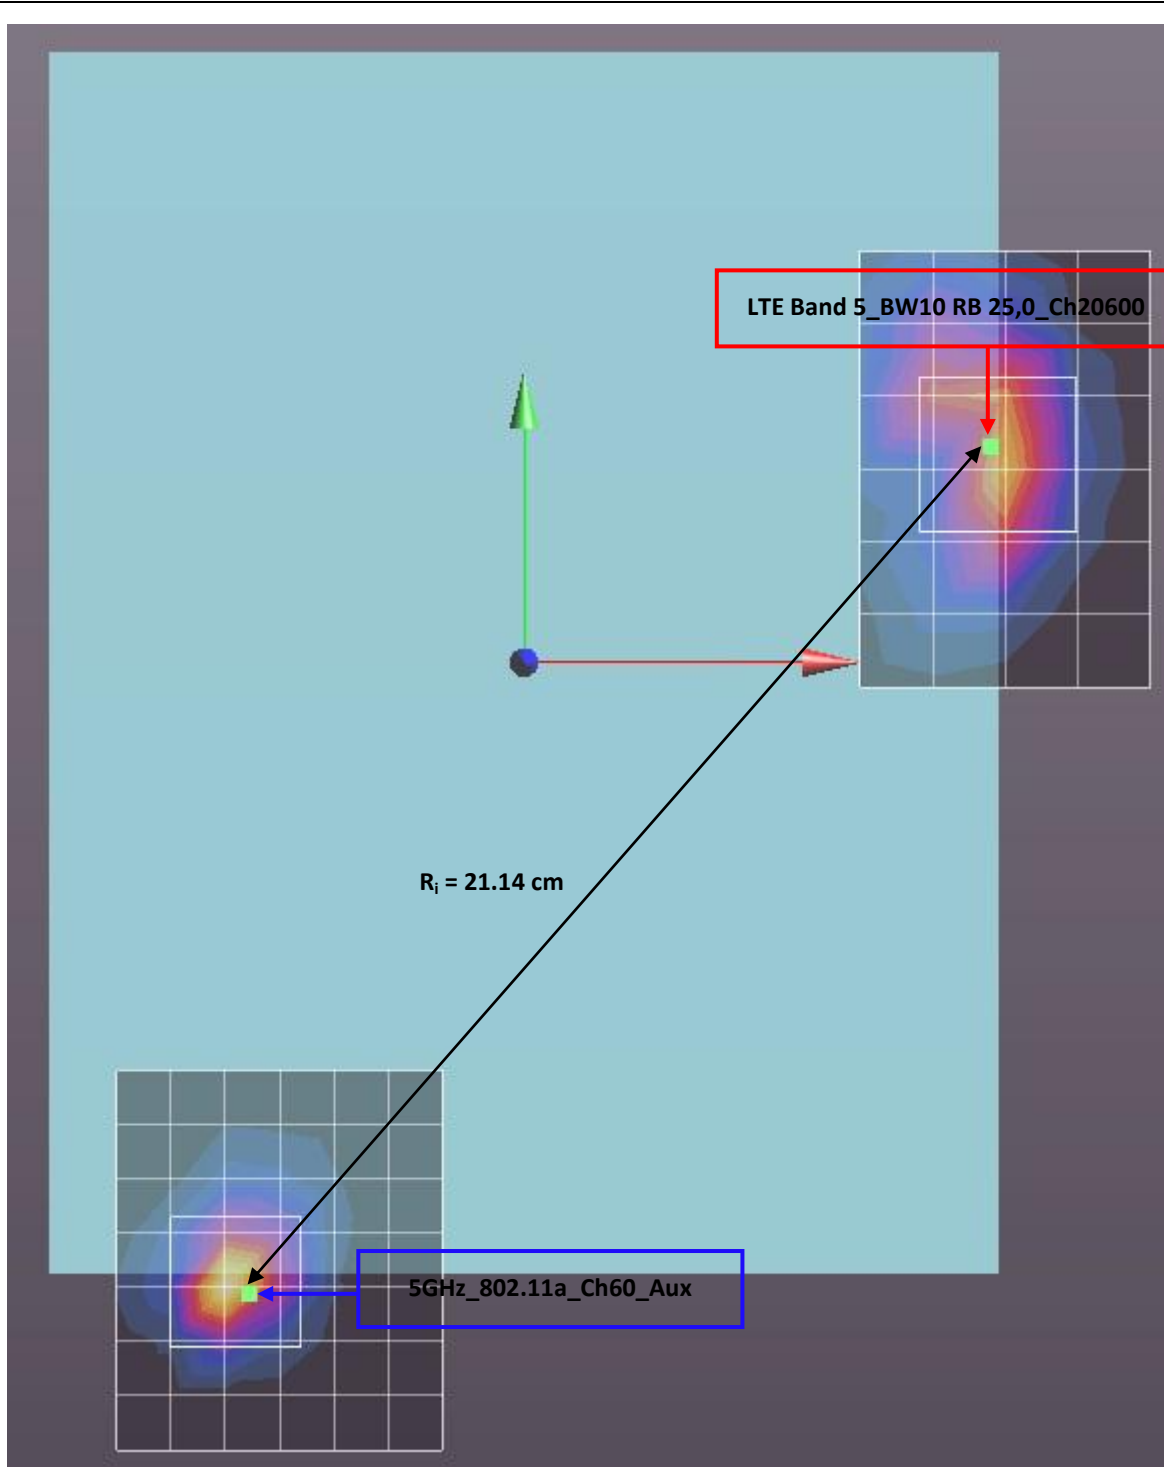 LTE Band 5_BW10 RB 25,0_Ch20600
Rᵢ = 21.14 cm
5GHz_802.11a_Ch60_Aux